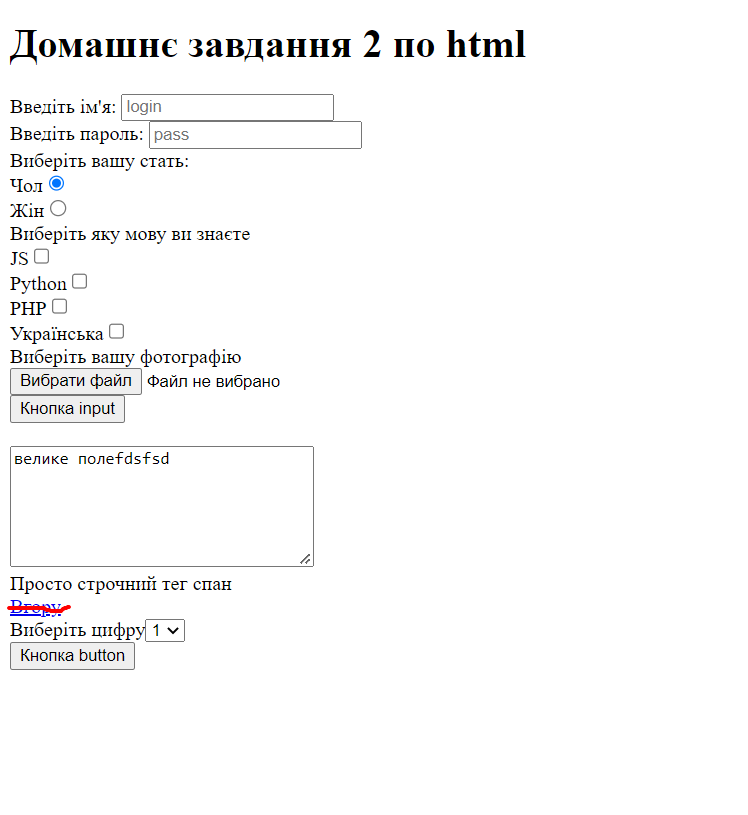 Домашнє завдання 2 по html
Введіть ім'я: login
Введіть пароль: pass
Виберіть вашу стать:
Чол
Жін
Виберіть яку мову ви знаєте
JS
Python
PHP
Українська
Виберіть вашу фотографію
Вибрати файл Файл не вибрано
Кнопка input
велике полеfdsfsd
Просто строчний тег спан
Вгору
Виберіть цифру 1
Кнопка button